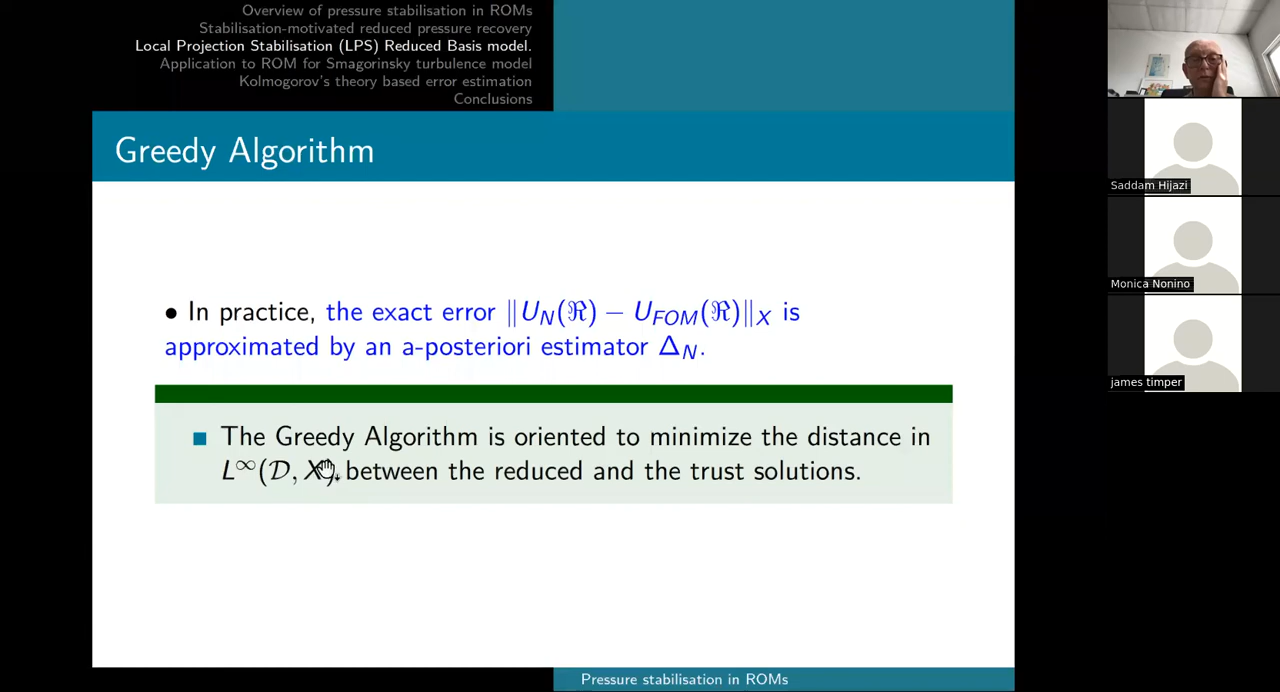 Overview of pressure stabilisation in ROMs
Stabilisation-motivated reduced pressure recovery
Local Projection Stabilisation (LPS) Reduced Basis model.
Application to ROM for Smagorinsky turbulence model
Kolmogorov's theory based error estimation
Conclusions
Greedy Algorithm
• In practice, the exact error ‖U_N(ℜ) − U_FOM(ℜ)‖_X is
approximated by an a-posteriori estimator Δ_N.
The Greedy Algorithm is oriented to minimize the distance in
L^∞(𝒟, X), between the reduced and the trust solutions.
Pressure stabilisation in ROMs
Saddam Hijazi
Monica Nonino
james timper